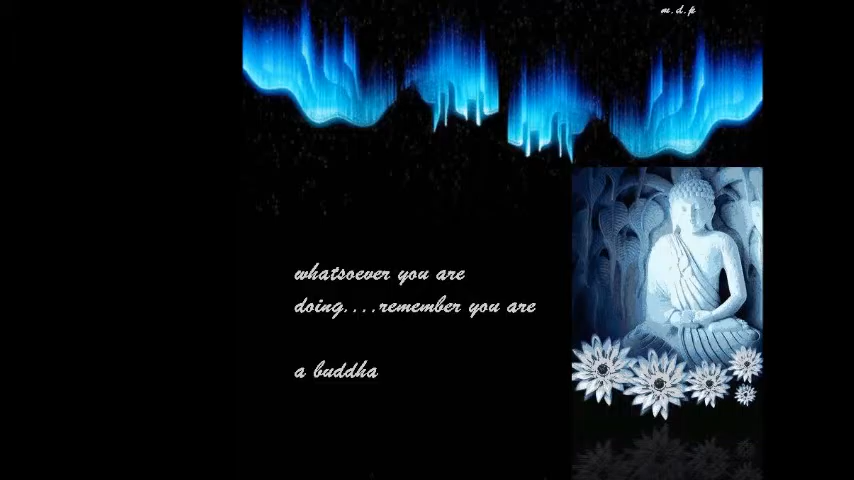 m.d.p
whatsoever you are
doing....remember you are
a buddha